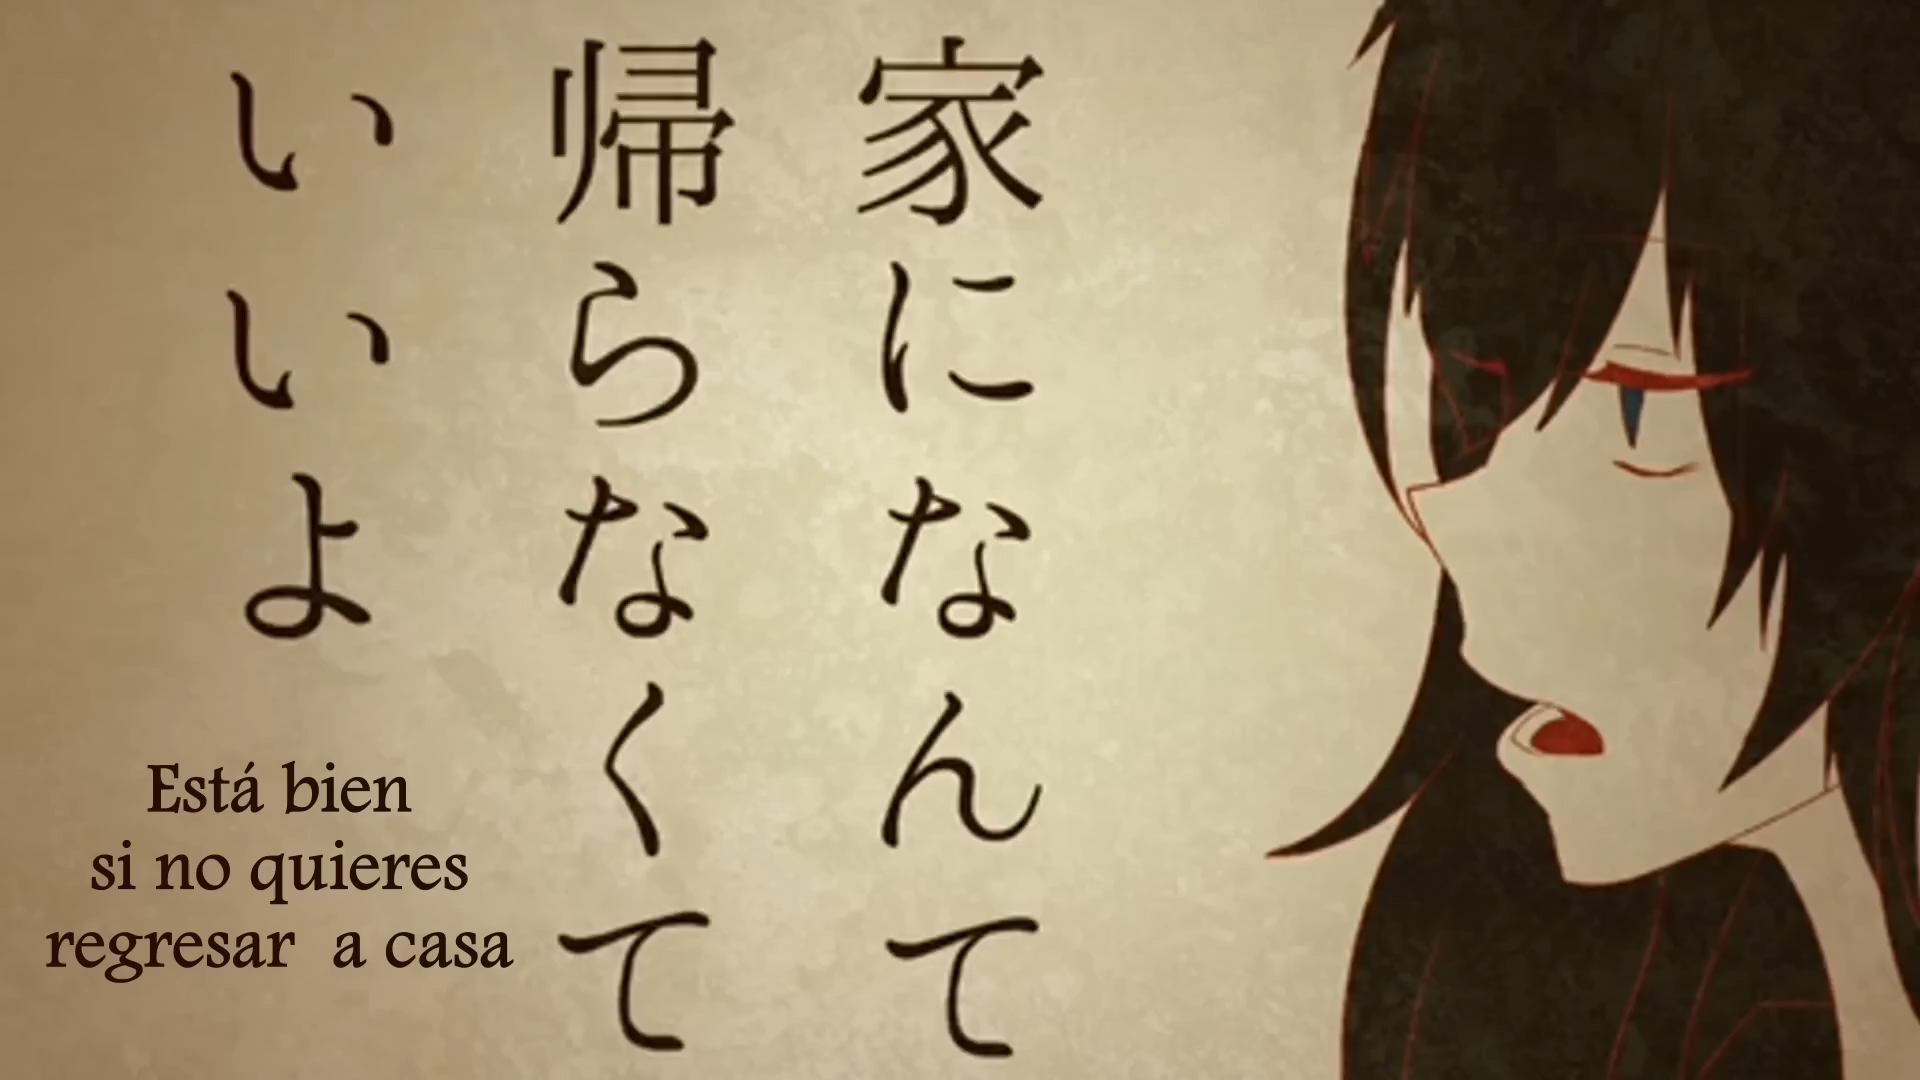 家になんて
帰らなくて
いいよ
Está bien
si no quieres
regresar a casa